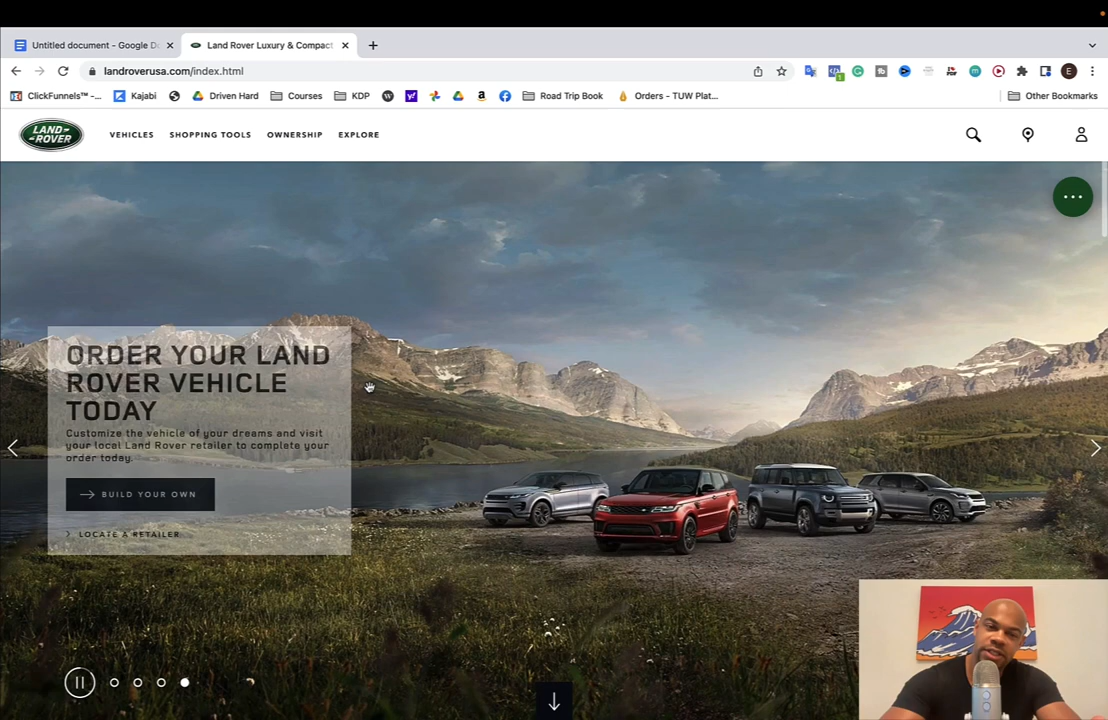 Untitled document - Google Do
Land Rover Luxury & Compact
landroverusa.com/index.html
ClickFunnels™ -...
Kajabi
Driven Hard
Courses
KDP
Road Trip Book
Orders - TUW Plat...
Other Bookmarks
LAND-
-ROVER
VEHICLES
SHOPPING TOOLS
OWNERSHIP
EXPLORE
ORDER YOUR LAND
ROVER VEHICLE
TODAY
Customize the vehicle of your dreams and visit
your local Land Rover retailer to complete your
order today.
BUILD YOUR OWN
LOCATE A RETAILER